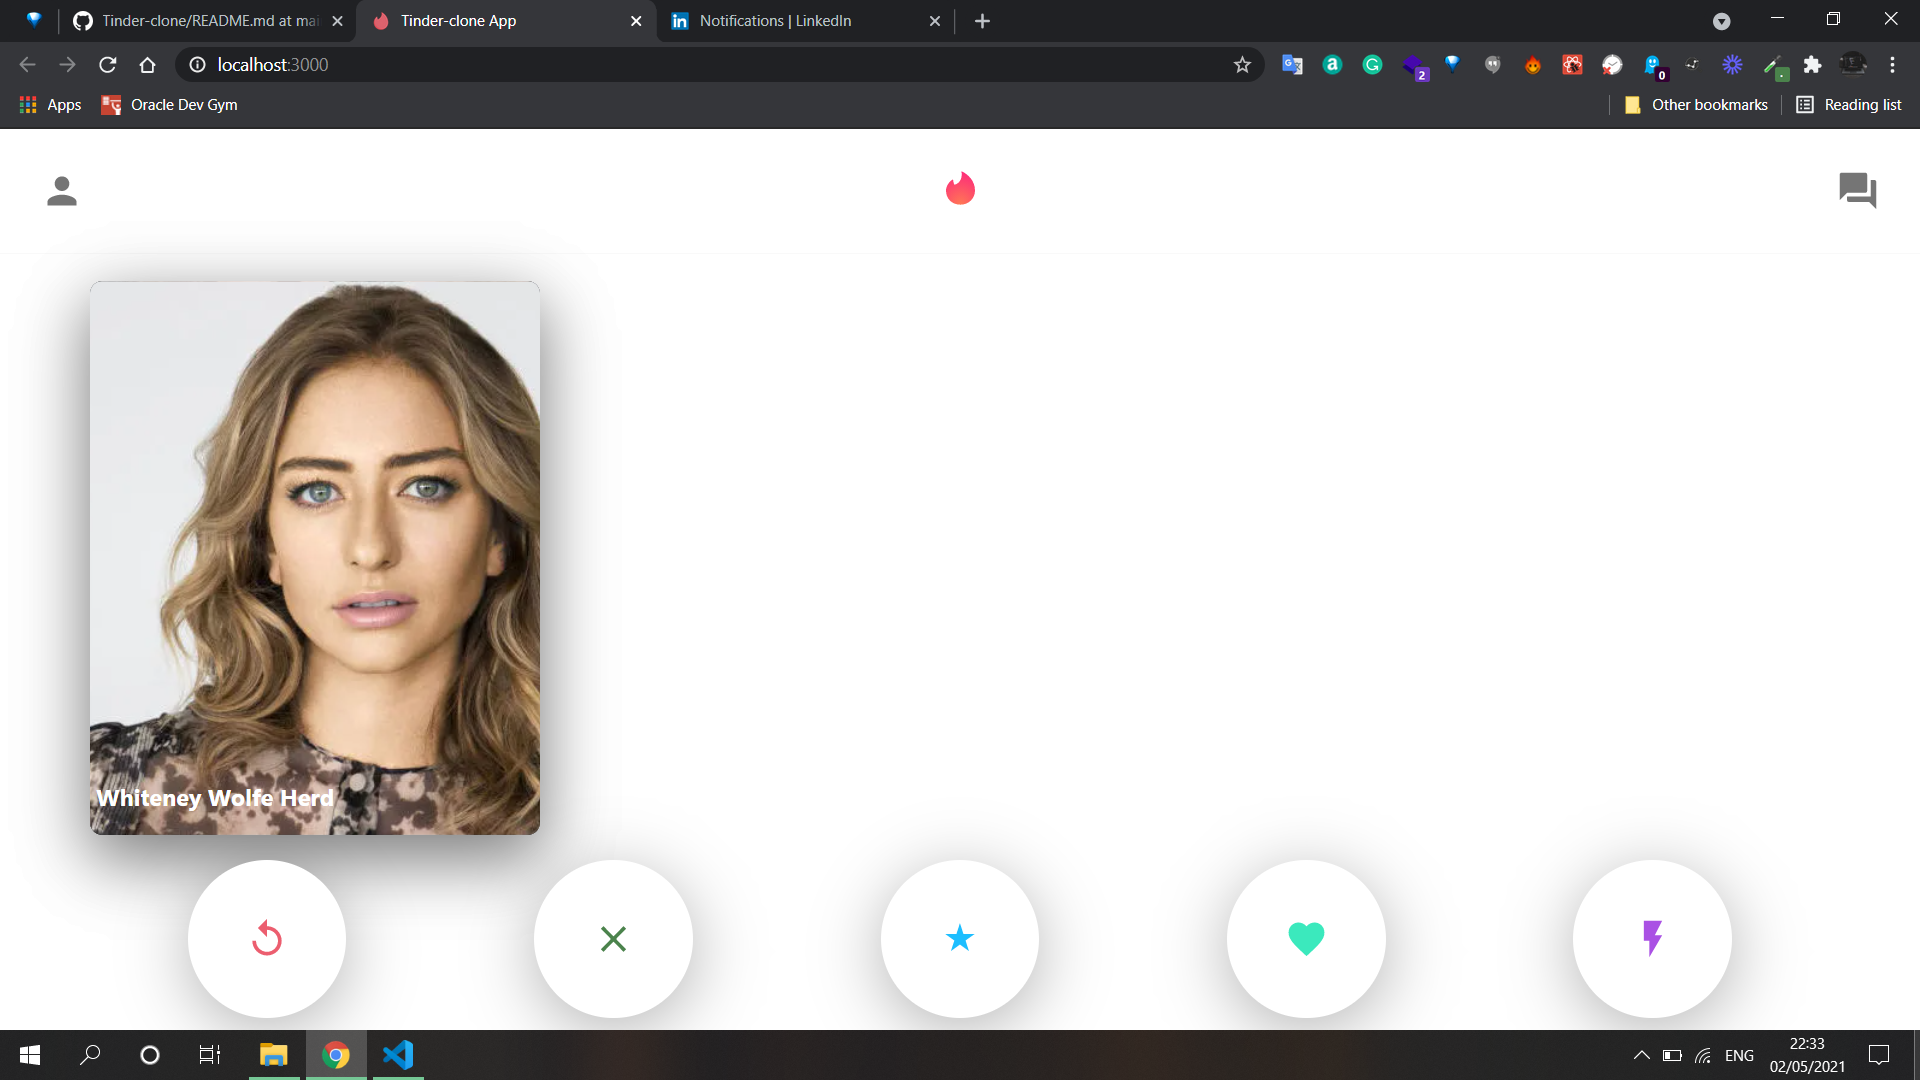 Tinder-clone/README.md at mai
Tinder-clone App
Notifications | LinkedIn
localhost:3000
2
0
Apps
Oracle Dev Gym
Other bookmarks
Reading list
Whiteney Wolfe Herd
ENG
22:33
02/05/2021